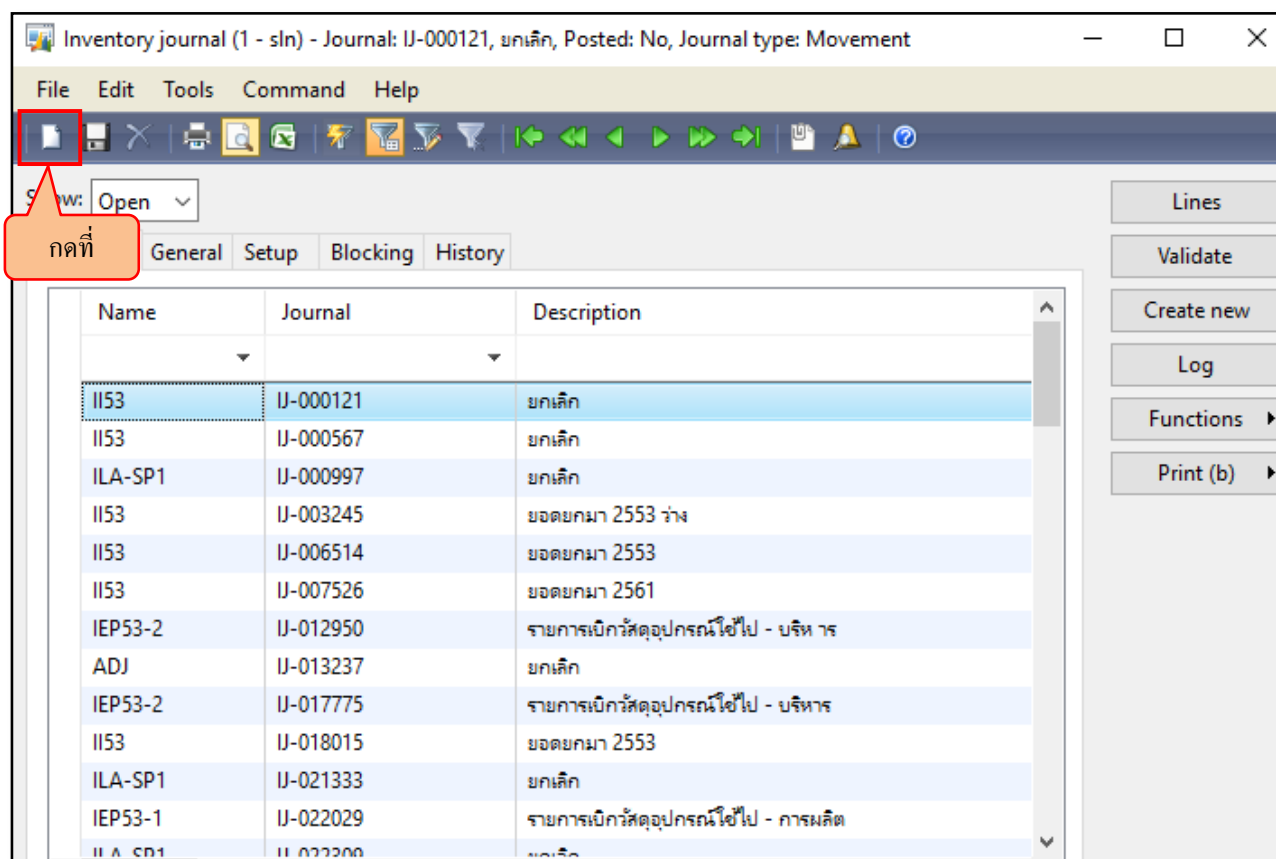 Inventory journal (1 - sln) - Journal: IJ-000121, ยกเลิก, Posted: No, Journal type: Movement
File Edit Tools Command Help
Show: Open
กดที่
General Setup Blocking History
Lines
Validate
Create new
Log
Functions
Print (b)
Name Journal Description
II53 IJ-000121 ยกเลิก
II53 IJ-000567 ยกเลิก
ILA-SP1 IJ-000997 ยกเลิก
II53 IJ-003245 ยอดยกมา 2553 ว่าง
II53 IJ-006514 ยอดยกมา 2553
II53 IJ-007526 ยอดยกมา 2561
IEP53-2 IJ-012950 รายการเบิกวัสดุอุปกรณ์ใช้ไป - บริห าร
ADJ IJ-013237 ยกเลิก
IEP53-2 IJ-017775 รายการเบิกวัสดุอุปกรณ์ใช้ไป - บริหาร
II53 IJ-018015 ยอดยกมา 2553
ILA-SP1 IJ-021333 ยกเลิก
IEP53-1 IJ-022029 รายการเบิกวัสดุอุปกรณ์ใช้ไป - การผลิต
ILA-SP1 IJ-022309 ยกเลิก